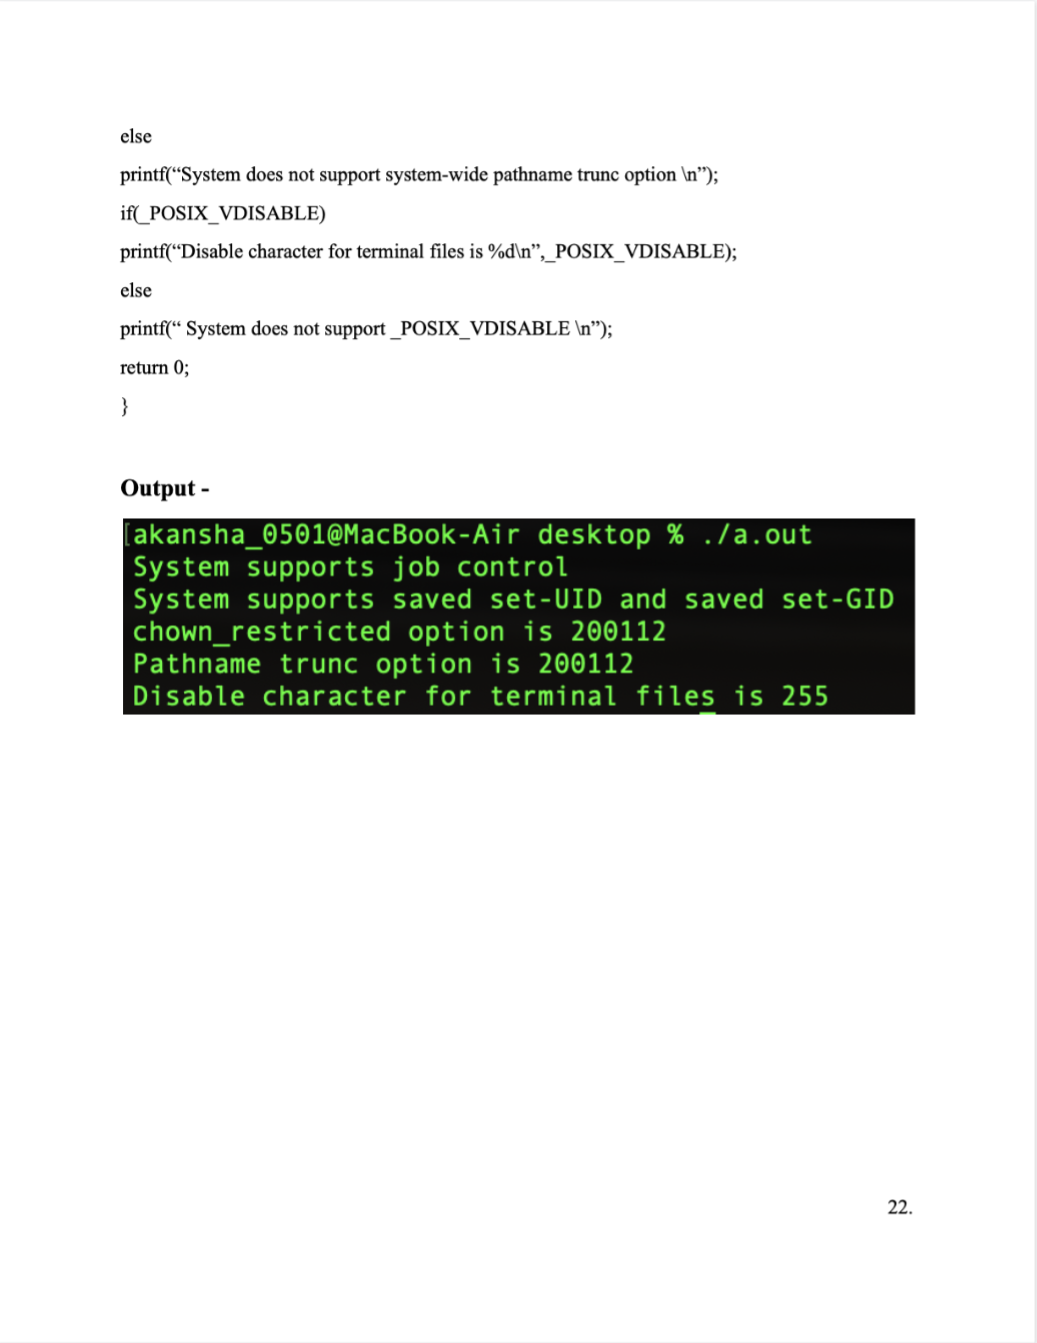 else
printf(“System does not support system-wide pathname trunc option \n”);
if(_POSIX_VDISABLE)
printf(“Disable character for terminal files is %d\n”,_POSIX_VDISABLE);
else
printf(“ System does not support _POSIX_VDISABLE \n”);
return 0;
}
Output -
[akansha_0501@MacBook-Air desktop % ./a.out
System supports job control
System supports saved set-UID and saved set-GID
chown_restricted option is 200112
Pathname trunc option is 200112
Disable character for terminal files is 255
22.